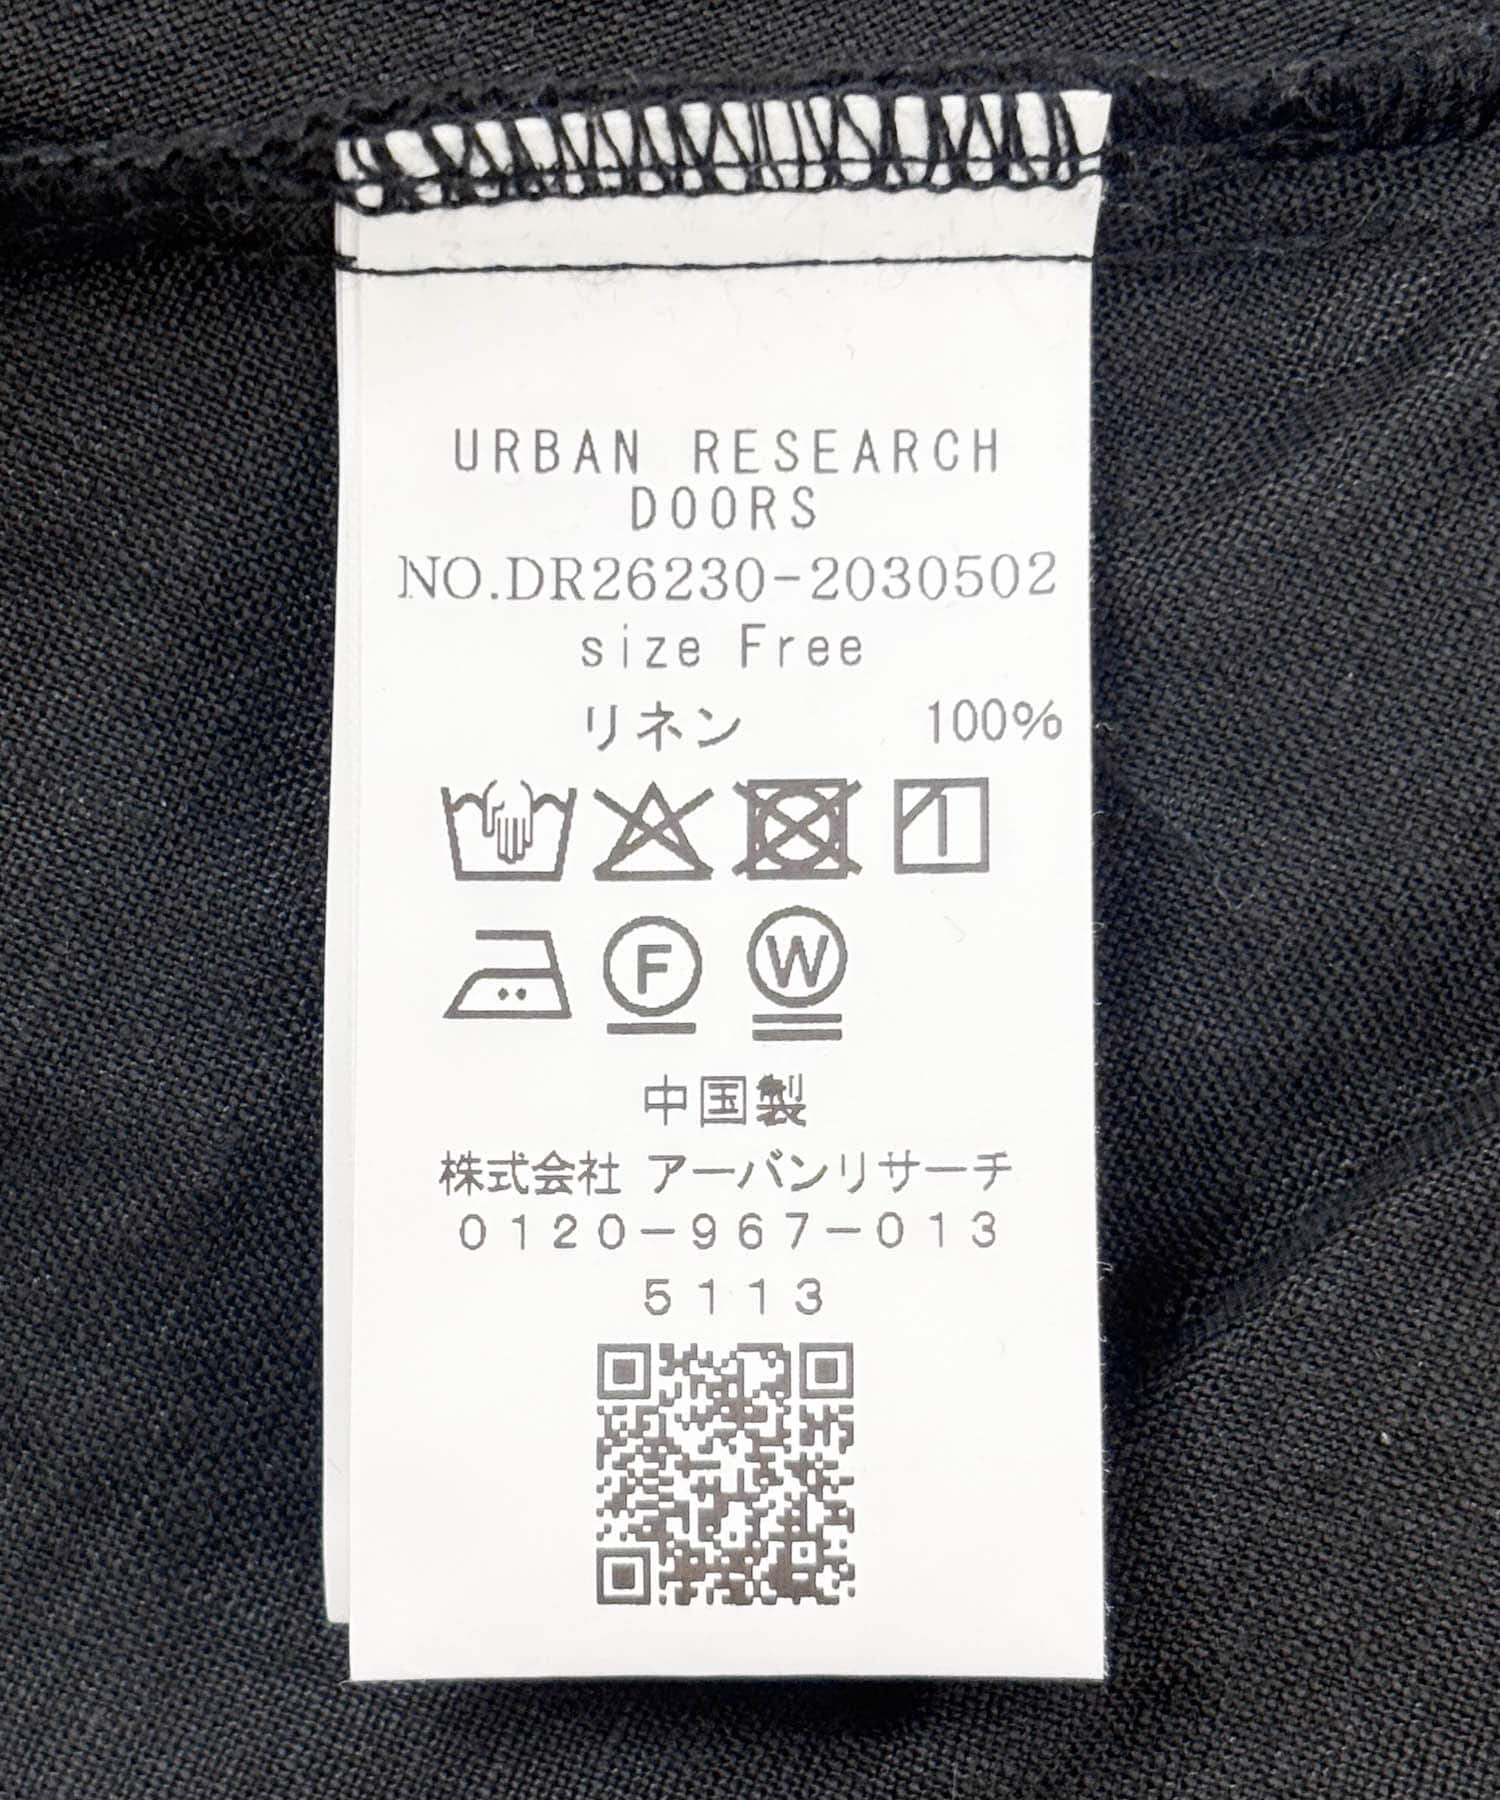 URBAN RESEARCH
DOORS
NO.DR26230-2030502
size Free
リネン 100%
F W
中国製
株式会社 アーバンリサーチ
0120-967-013
5113